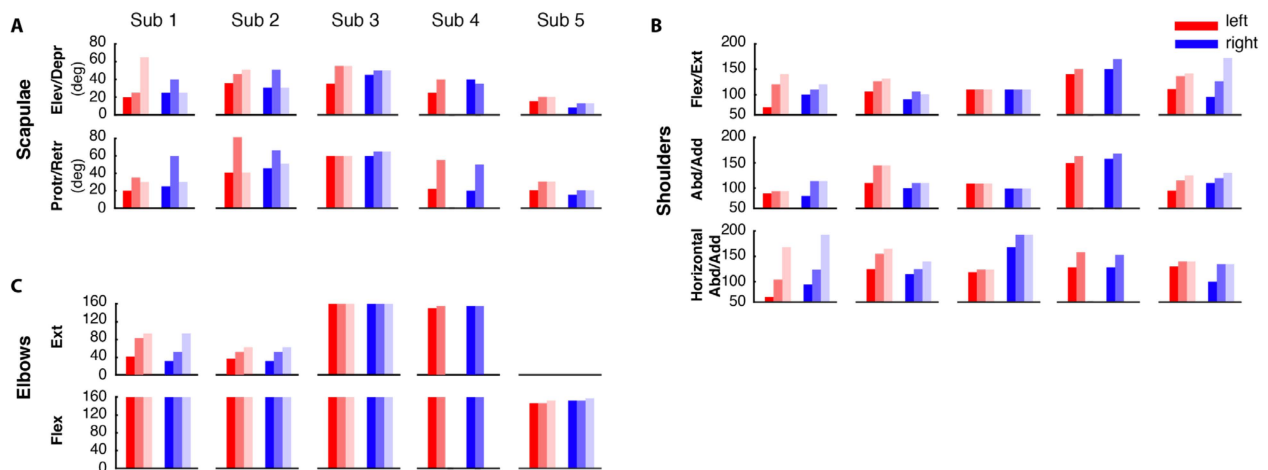 Sub 1 Sub 2 Sub 3 Sub 4 Sub 5
A
Scapulae
Elev/Depr
(deg)
80
60
40
20
0
Protr/Retr
(deg)
80
60
40
20
0
B
left
right
Shoulders
Flex/Ext
200
150
100
50
Abd/Add
200
150
100
50
Horizontal
Abd/Add
200
150
100
50
C
Elbows
Ext
160
120
80
40
0
Flex
160
120
80
40
0